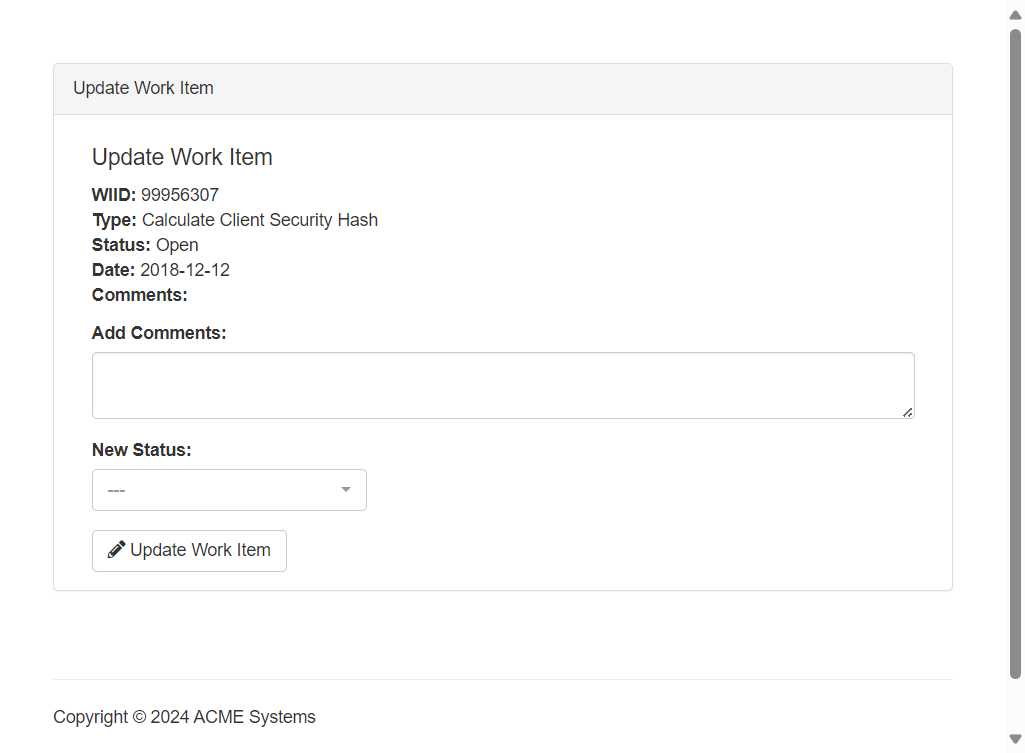 Update Work Item
Update Work Item
WIID: 99956307
Type: Calculate Client Security Hash
Status: Open
Date: 2018-12-12
Comments:
Add Comments:
New Status:
---
Update Work Item
Copyright © 2024 ACME Systems